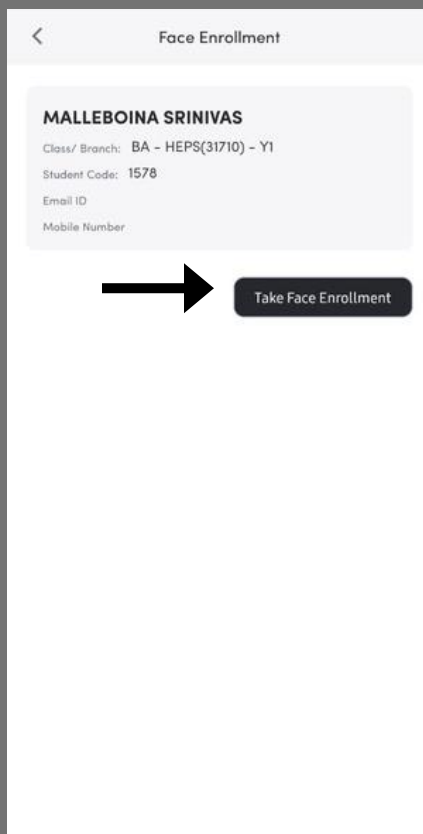 Face Enrollment
MALLEBOINA SRINIVAS
Class/ Branch: BA - HEPS(31710) - Y1
Student Code: 1578
Email ID
Mobile Number
Take Face Enrollment